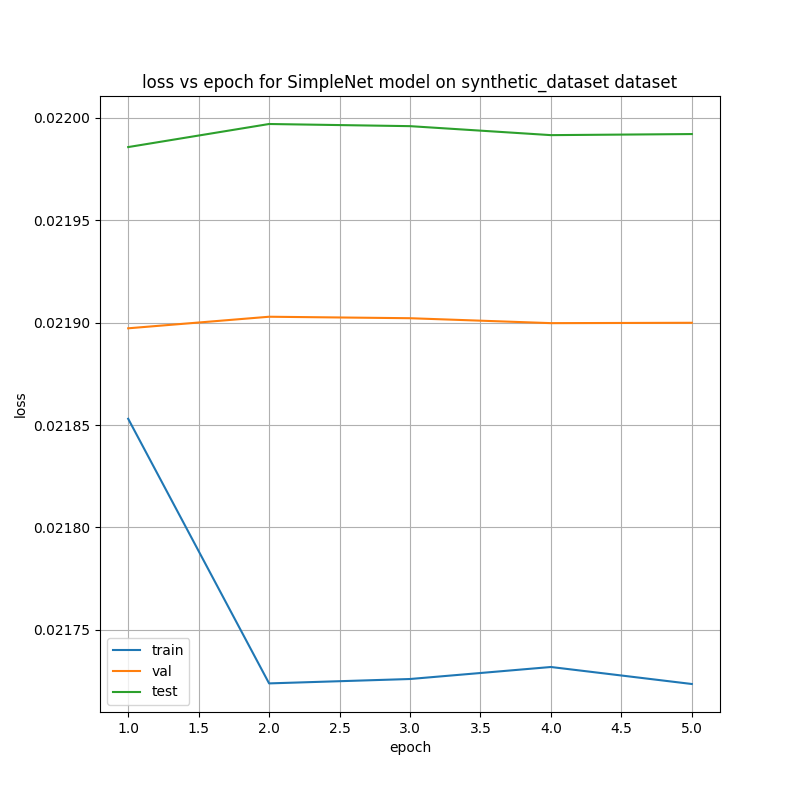 loss vs epoch for SimpleNet model on synthetic_dataset dataset
0.02200
0.02195
0.02190
0.02185
0.02180
0.02175
loss
train
val
test
1.0 1.5 2.0 2.5 3.0 3.5 4.0 4.5 5.0
epoch